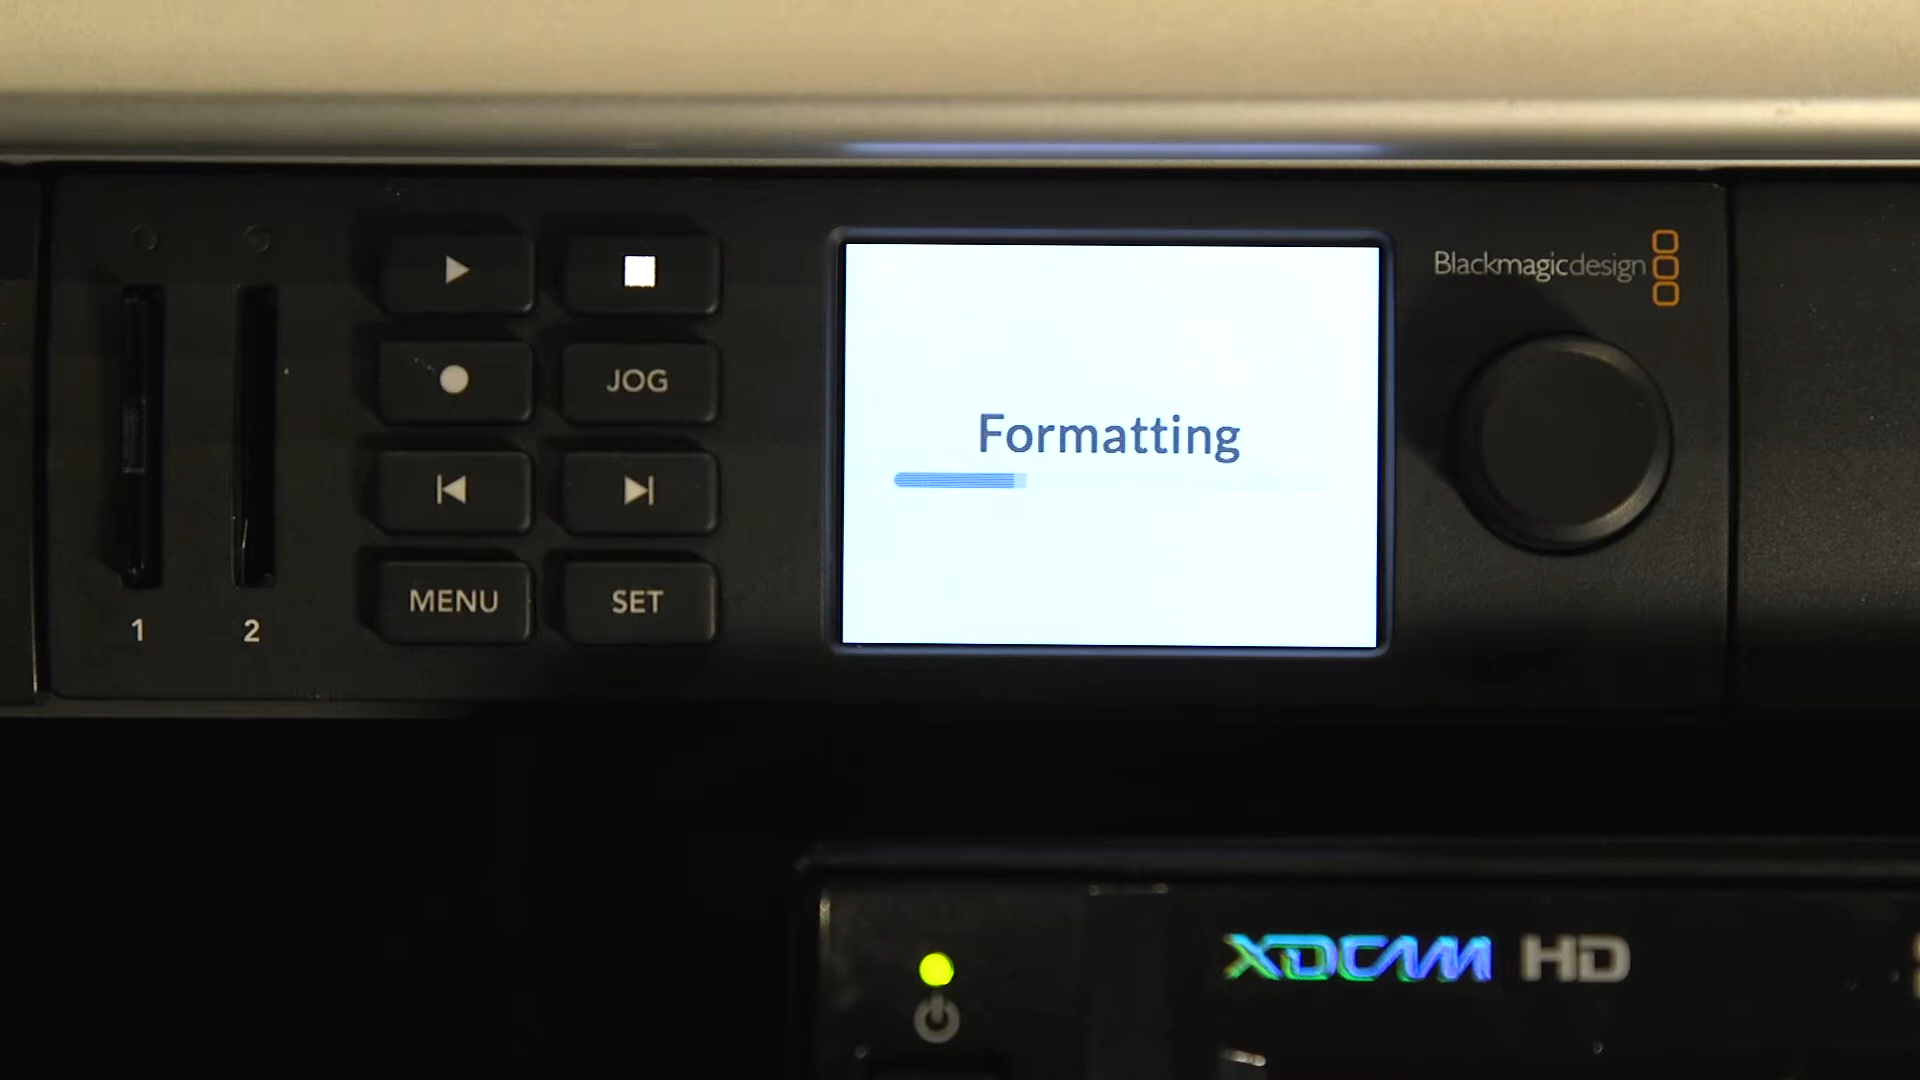 Blackmagicdesign
JOG
Formatting
MENU SET
1 2
XDCAM HD